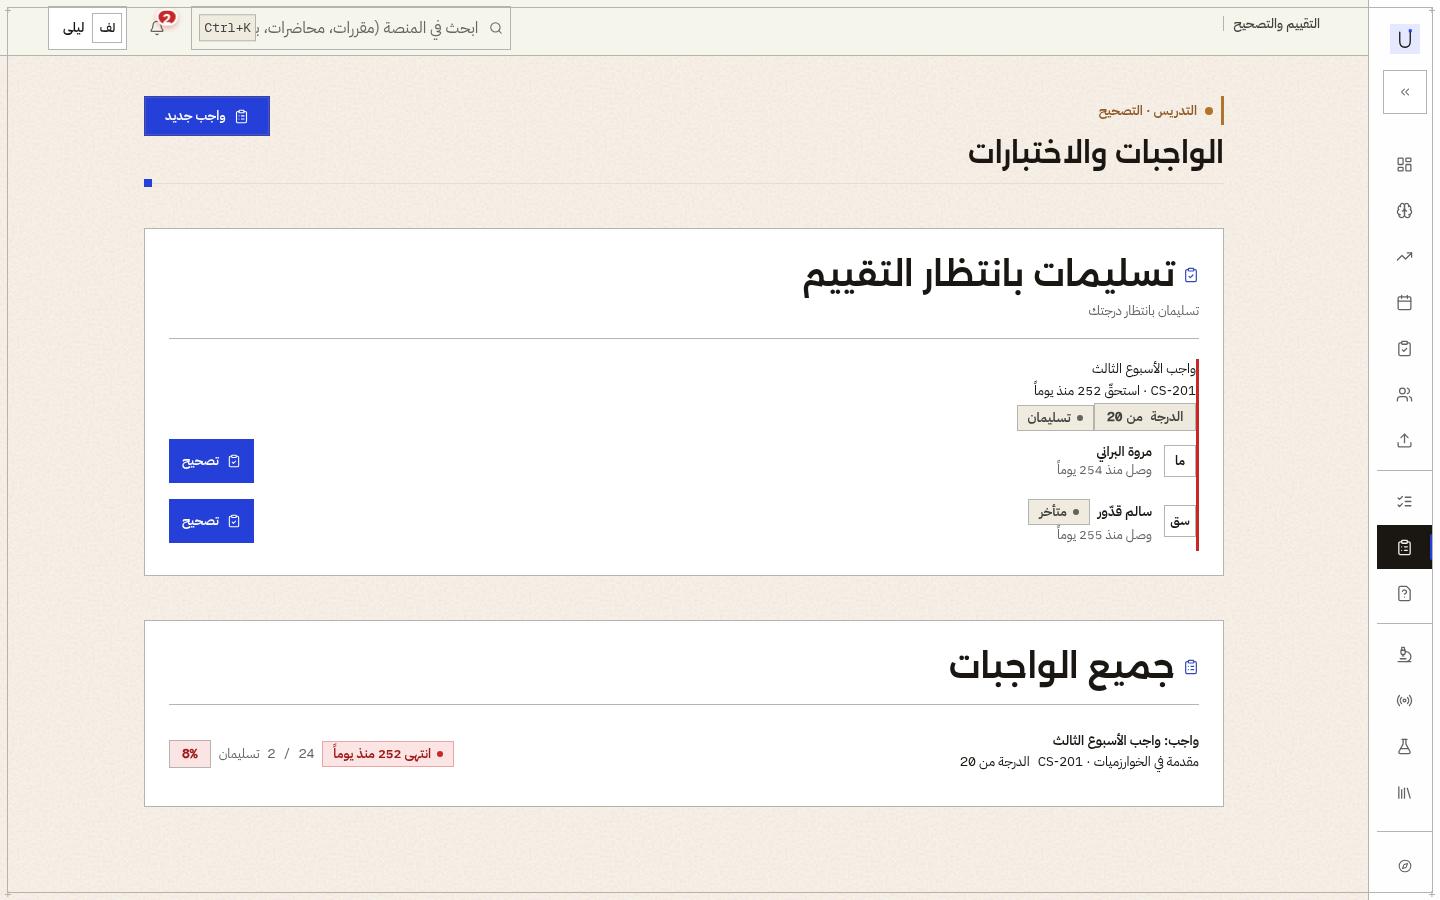 التقييم والتصحيح
ابحث في المنصة (مقررات، محاضرات، ي
Ctrl+K
2
لف
ليلى
التدريس · التصحيح
الواجبات والاختبارات
واجب جديد
تسليمات بانتظار التقييم
تسليمان بانتظار درجتك
واجب الأسبوع الثالث
CS-201 · استحقّ 252 منذ يوماً
الدرجة من 20
تسليمان
ما
مروة البراني
وصل منذ 254 يوماً
تصحيح
سق
سالم قدّور
متأخر
وصل منذ 255 يوماً
تصحيح
جميع الواجبات
واجب: واجب الأسبوع الثالث
مقدمة في الخوارزميات · CS-201 الدرجة من 20
انتهى 252 منذ يوماً
24 / 2 تسليمان
8%